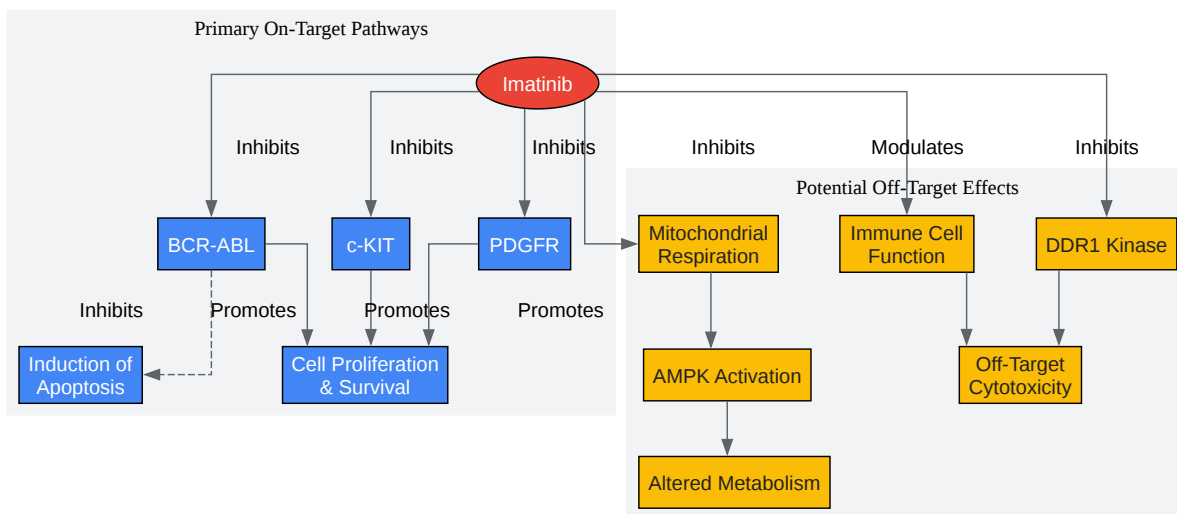 Primary On-Target Pathways
Imatinib
Inhibits
Inhibits
Inhibits
Inhibits
Modulates
Inhibits
Potential Off-Target Effects
BCR-ABL
c-KIT
PDGFR
Mitochondrial
Respiration
Immune Cell
Function
DDR1 Kinase
Inhibits
Promotes
Promotes
Promotes
Induction of
Apoptosis
Cell Proliferation
& Survival
AMPK Activation
Off-Target
Cytotoxicity
Altered Metabolism